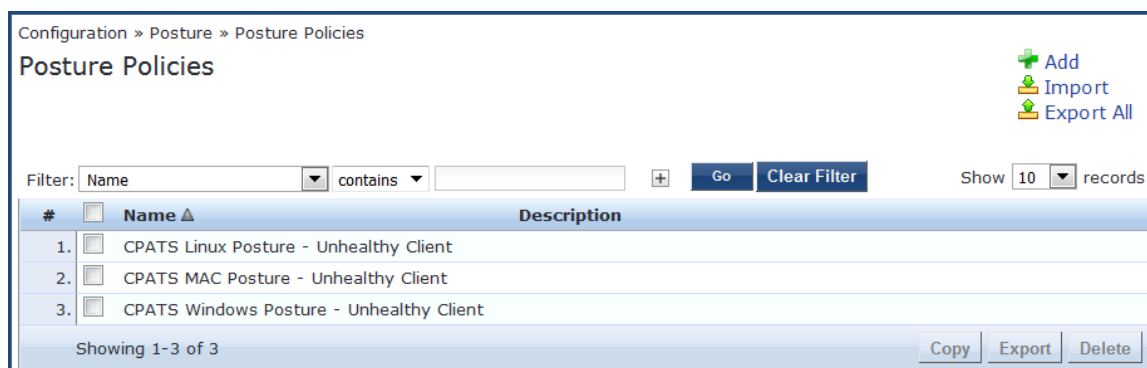 Configuration » Posture » Posture Policies
Posture Policies
Add
Import
Export All
Filter: Name contains + Go Clear Filter Show 10 records
# Name Description
1. CPATS Linux Posture - Unhealthy Client
2. CPATS MAC Posture - Unhealthy Client
3. CPATS Windows Posture - Unhealthy Client
Showing 1-3 of 3 Copy Export Delete